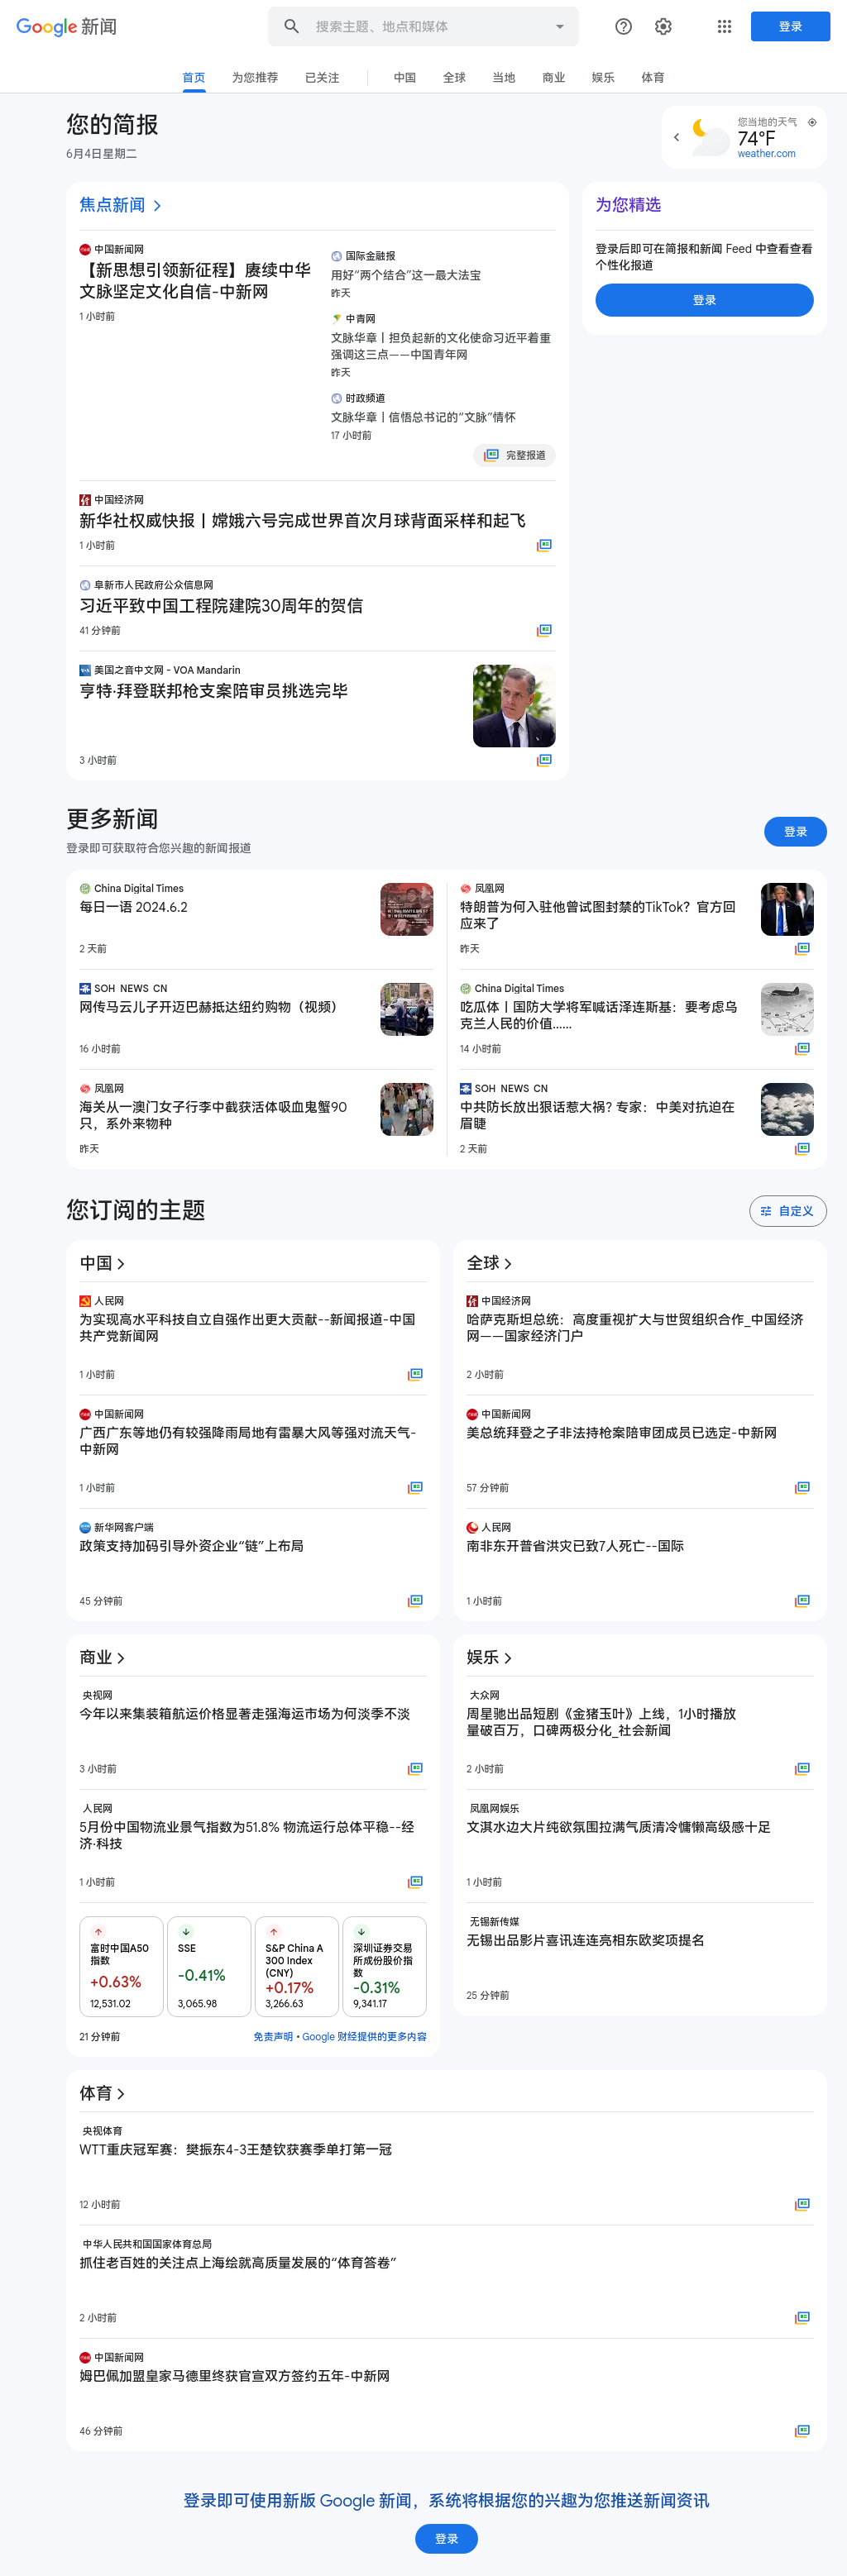 Google 新闻
搜索主题、地点和媒体
登录
首页
为您推荐
已关注
中国
全球
当地
商业
娱乐
体育
您的简报
6月4日星期二
您当地的天气
74°F
weather.com
焦点新闻
中国新闻网
【新思想引领新征程】赓续中华
文脉坚定文化自信-中新网
1 小时前
国际金融报
用好“两个结合”这一最大法宝
昨天
中青网
文脉华章丨担负起新的文化使命习近平着重
强调这三点——中国青年网
昨天
时政频道
文脉华章丨信悟总书记的“文脉”情怀
17 小时前
完整报道
中国经济网
新华社权威快报丨嫦娥六号完成世界首次月球背面采样和起飞
1 小时前
阜新市人民政府公众信息网
习近平致中国工程院建院30周年的贺信
41 分钟前
美国之音中文网 - VOA Mandarin
亨特·拜登联邦枪支案陪审员挑选完毕
3 小时前
为您精选
登录后即可在简报和新闻 Feed 中查看查看
个性化报道
登录
更多新闻
登录即可获取符合您兴趣的新闻报道
登录
China Digital Times
每日一语 2024.6.2
2 天前
SOH NEWS CN
网传马云儿子开迈巴赫抵达纽约购物（视频）
16 小时前
凤凰网
海关从一澳门女子行李中截获活体吸血鬼蟹90
只，系外来物种
昨天
凤凰网
特朗普为何入驻他曾试图封禁的TikTok？官方回
应来了
昨天
China Digital Times
吃瓜体丨国防大学将军喊话泽连斯基：要考虑乌
克兰人民的价值……
14 小时前
SOH NEWS CN
中共防长放出狠话惹大祸? 专家：中美对抗迫在
眉睫
2 天前
您订阅的主题
自定义
中国
人民网
为实现高水平科技自立自强作出更大贡献--新闻报道-中国
共产党新闻网
1 小时前
中国新闻网
广西广东等地仍有较强降雨局地有雷暴大风等强对流天气-
中新网
1 小时前
新华网客户端
政策支持加码引导外资企业“链”上布局
45 分钟前
全球
中国经济网
哈萨克斯坦总统：高度重视扩大与世贸组织合作_中国经济
网——国家经济门户
2 小时前
中国新闻网
美总统拜登之子非法持枪案陪审团成员已选定-中新网
57 分钟前
人民网
南非东开普省洪灾已致7人死亡--国际
1 小时前
商业
央视网
今年以来集装箱航运价格显著走强海运市场为何淡季不淡
3 小时前
人民网
5月份中国物流业景气指数为51.8% 物流运行总体平稳--经
济·科技
1 小时前
富时中国A50
指数
+0.63%
12,531.02
SSE
-0.41%
3,065.98
S&P China A
300 Index
(CNY)
+0.17%
3,266.63
深圳证券交易
所成份股价指
数
-0.31%
9,341.17
21 分钟前
免责声明 • Google 财经提供的更多内容
娱乐
大众网
周星驰出品短剧《金猪玉叶》上线，1小时播放
量破百万，口碑两极分化_社会新闻
2 小时前
凤凰网娱乐
文淇水边大片纯欲氛围拉满气质清冷慵懒高级感十足
1 小时前
无锡新传媒
无锡出品影片喜讯连连亮相东欧奖项提名
25 分钟前
体育
央视体育
WTT重庆冠军赛：樊振东4-3王楚钦获赛季单打第一冠
12 小时前
中华人民共和国国家体育总局
抓住老百姓的关注点上海绘就高质量发展的“体育答卷”
2 小时前
中国新闻网
姆巴佩加盟皇家马德里终获官宣双方签约五年-中新网
46 分钟前
登录即可使用新版 Google 新闻，系统将根据您的兴趣为您推送新闻资讯
登录